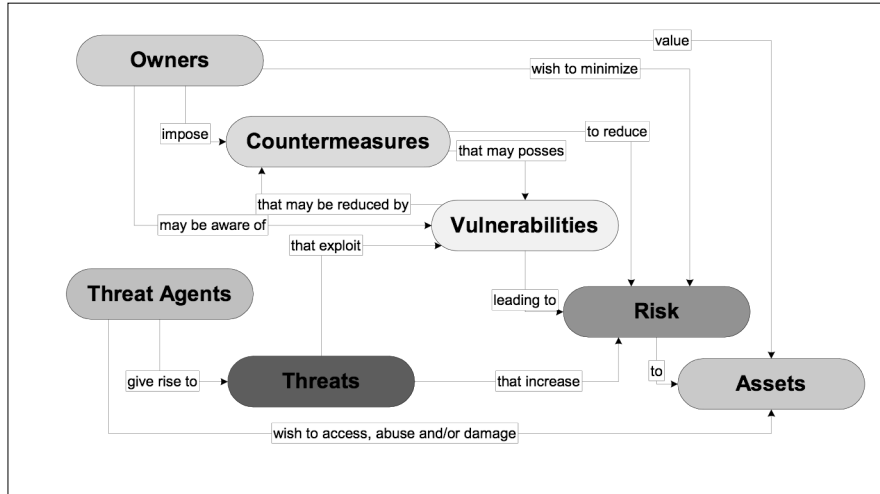 value
Owners
wish to minimize
impose
Countermeasures
to reduce
that may posses
that may be reduced by
may be aware of
Vulnerabilities
that exploit
Threat Agents
leading to
Risk
give rise to
Threats
that increase
to
Assets
wish to access, abuse and/or damage